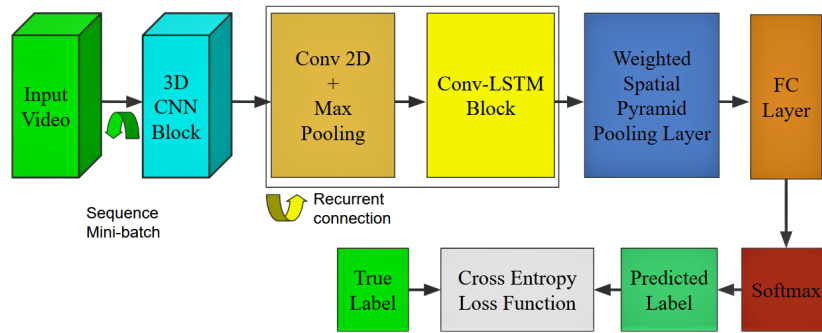 Input
Video
3D
CNN
Block
Conv 2D
+
Max
Pooling
Conv-LSTM
Block
Weighted
Spatial
Pyramid
Pooling Layer
FC
Layer
Sequence
Mini-batch
Recurrent
connection
True
Label
Cross Entropy
Loss Function
Predicted
Label
Softmax